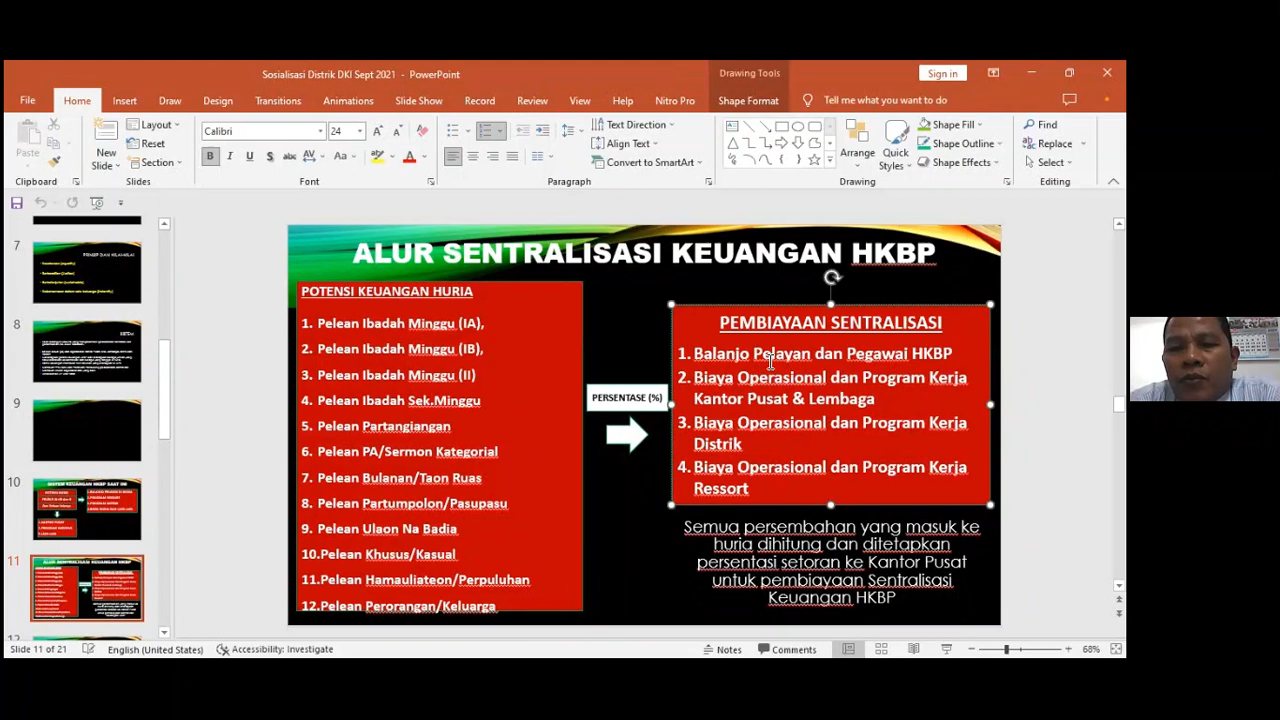 Sosialisasi Distrik DKI Sept 2021 - PowerPoint
Drawing Tools
Sign in
File
Home
Insert
Draw
Design
Transitions
Animations
Slide Show
Record
Review
View
Help
Nitro Pro
Shape Format
Tell me what you want to do
Paste
Clipboard
New Slide
Layout
Reset
Section
Slides
Calibri
24
B I U S abc AV Aa A
Font
Text Direction
Align Text
Convert to SmartArt
Paragraph
Arrange
Quick Styles
Shape Fill
Shape Outline
Shape Effects
Drawing
Find
Replace
Select
Editing
7
8
9
10
11
12
ALUR SENTRALISASI KEUANGAN HKBP
POTENSI KEUANGAN HURIA
1. Pelean Ibadah Minggu (IA),
2. Pelean Ibadah Minggu (IB),
3. Pelean Ibadah Minggu (II)
4. Pelean Ibadah Sek.Minggu
5. Pelean Partangiangan
6. Pelean PA/Sermon Kategorial
7. Pelean Bulanan/Taon Ruas
8. Pelean Partumpolon/Pasupasu
9. Pelean Ulaon Na Badia
10.Pelean Khusus/Kasual
11.Pelean Hamauliateon/Perpuluhan
12.Pelean Perorangan/Keluarga
PERSENTASE (%)
PEMBIAYAAN SENTRALISASI
1. Balanjo Pelayan dan Pegawai HKBP
2. Biaya Operasional dan Program Kerja
Kantor Pusat & Lembaga
3. Biaya Operasional dan Program Kerja
Distrik
4. Biaya Operasional dan Program Kerja
Ressort
Semua persembahan yang masuk ke
huria dihitung dan ditetapkan
persentasi setoran ke Kantor Pusat
untuk pembiayaan Sentralisasi
Keuangan HKBP
Slide 11 of 21
English (United States)
Accessibility: Investigate
Notes
Comments
68%